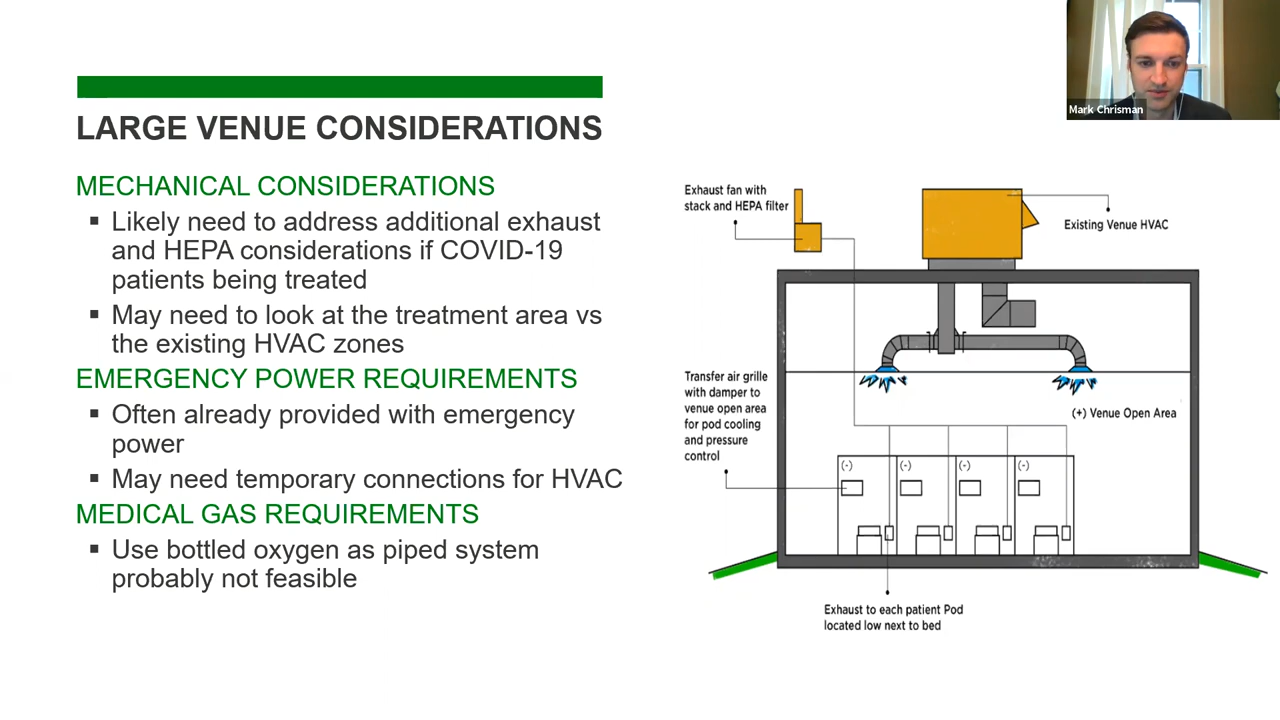 LARGE VENUE CONSIDERATIONS
MECHANICAL CONSIDERATIONS
▪ Likely need to address additional exhaust
and HEPA considerations if COVID-19
patients being treated
▪ May need to look at the treatment area vs
the existing HVAC zones
EMERGENCY POWER REQUIREMENTS
▪ Often already provided with emergency
power
▪ May need temporary connections for HVAC
MEDICAL GAS REQUIREMENTS
▪ Use bottled oxygen as piped system
probably not feasible
Mark Chrisman
Exhaust fan with
stack and HEPA filter
Existing Venue HVAC
Transfer air grille
with damper to
venue open area
for pod cooling
and pressure
control
(+) Venue Open Area
(-)
(-)
(-)
(-)
Exhaust to each patient Pod
located low next to bed